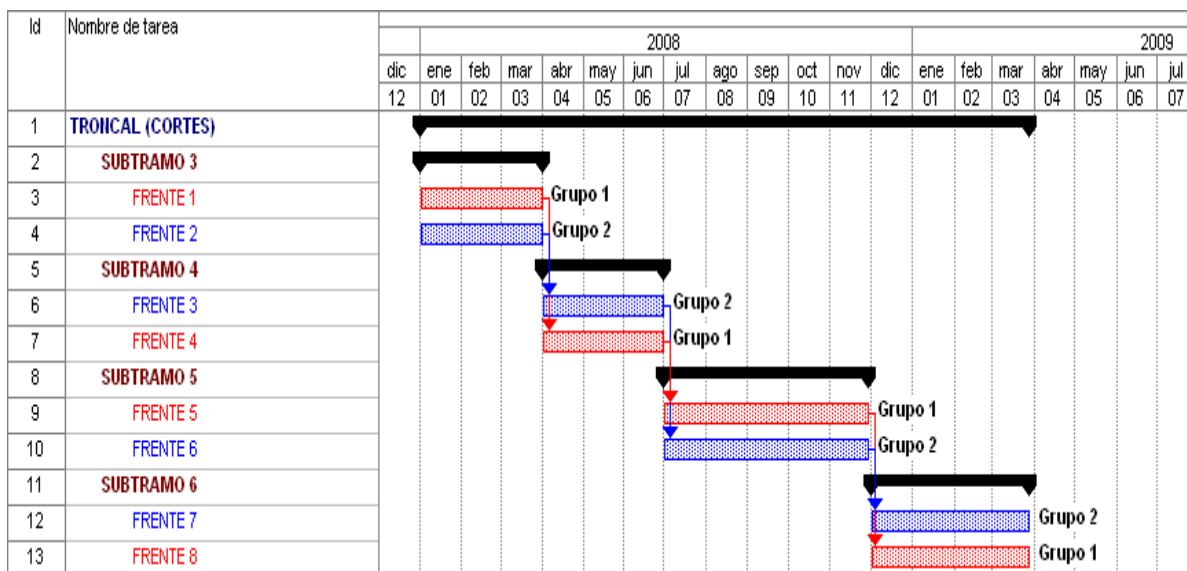 Id Nombre de tarea
2008 2009
dic ene feb mar abr may jun jul ago sep oct nov dic ene feb mar abr may jun jul
12 01 02 03 04 05 06 07 08 09 10 11 12 01 02 03 04 05 06 07
1 TRONCAL (CORTES)
2 SUBTRAMO 3
3 FRENTE 1 Grupo 1
4 FRENTE 2 Grupo 2
5 SUBTRAMO 4
6 FRENTE 3 Grupo 2
7 FRENTE 4 Grupo 1
8 SUBTRAMO 5
9 FRENTE 5 Grupo 1
10 FRENTE 6 Grupo 2
11 SUBTRAMO 6
12 FRENTE 7 Grupo 2
13 FRENTE 8 Grupo 1